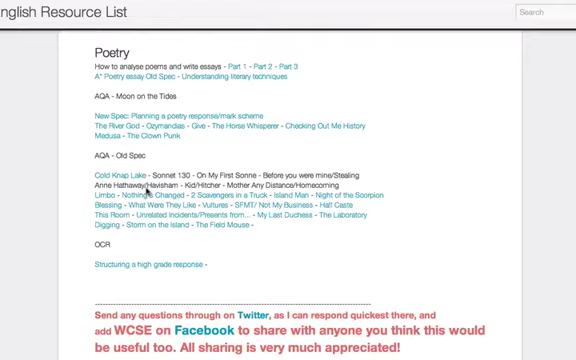 nglish Resource List
Search
Poetry
How to analyse poems and write essays - Part 1 - Part 2 - Part 3
A* Poetry essay Old Spec - Understanding literary techniques
AQA - Moon on the Tides
New Spec: Planning a poetry response/mark scheme
The River God - Ozymandias - Give - The Horse Whisperer - Checking Out Me History
Medusa - The Clown Punk
AQA - Old Spec
Cold Knap Lake - Sonnet 130 - On My First Sonne - Before you were mine/Stealing
Anne Hathaway/Havisham - Kid/Hitcher - Mother Any Distance/Homecoming
Limbo - Nothing's Changed - 2 Scavengers in a Truck - Island Man - Night of the Scorpion
Blessing - What Were They Like - Vultures - SFMT/ Not My Business - Half Caste
This Room - Unrelated Incidents/Presents from... - My Last Duchess - The Laboratory
Digging - Storm on the Island - The Field Mouse -
OCR
Structuring a high grade response -
Send any questions through on Twitter, as I can respond quickest there, and
add WCSE on Facebook to share with anyone you think this would
be useful too. All sharing is very much appreciated!